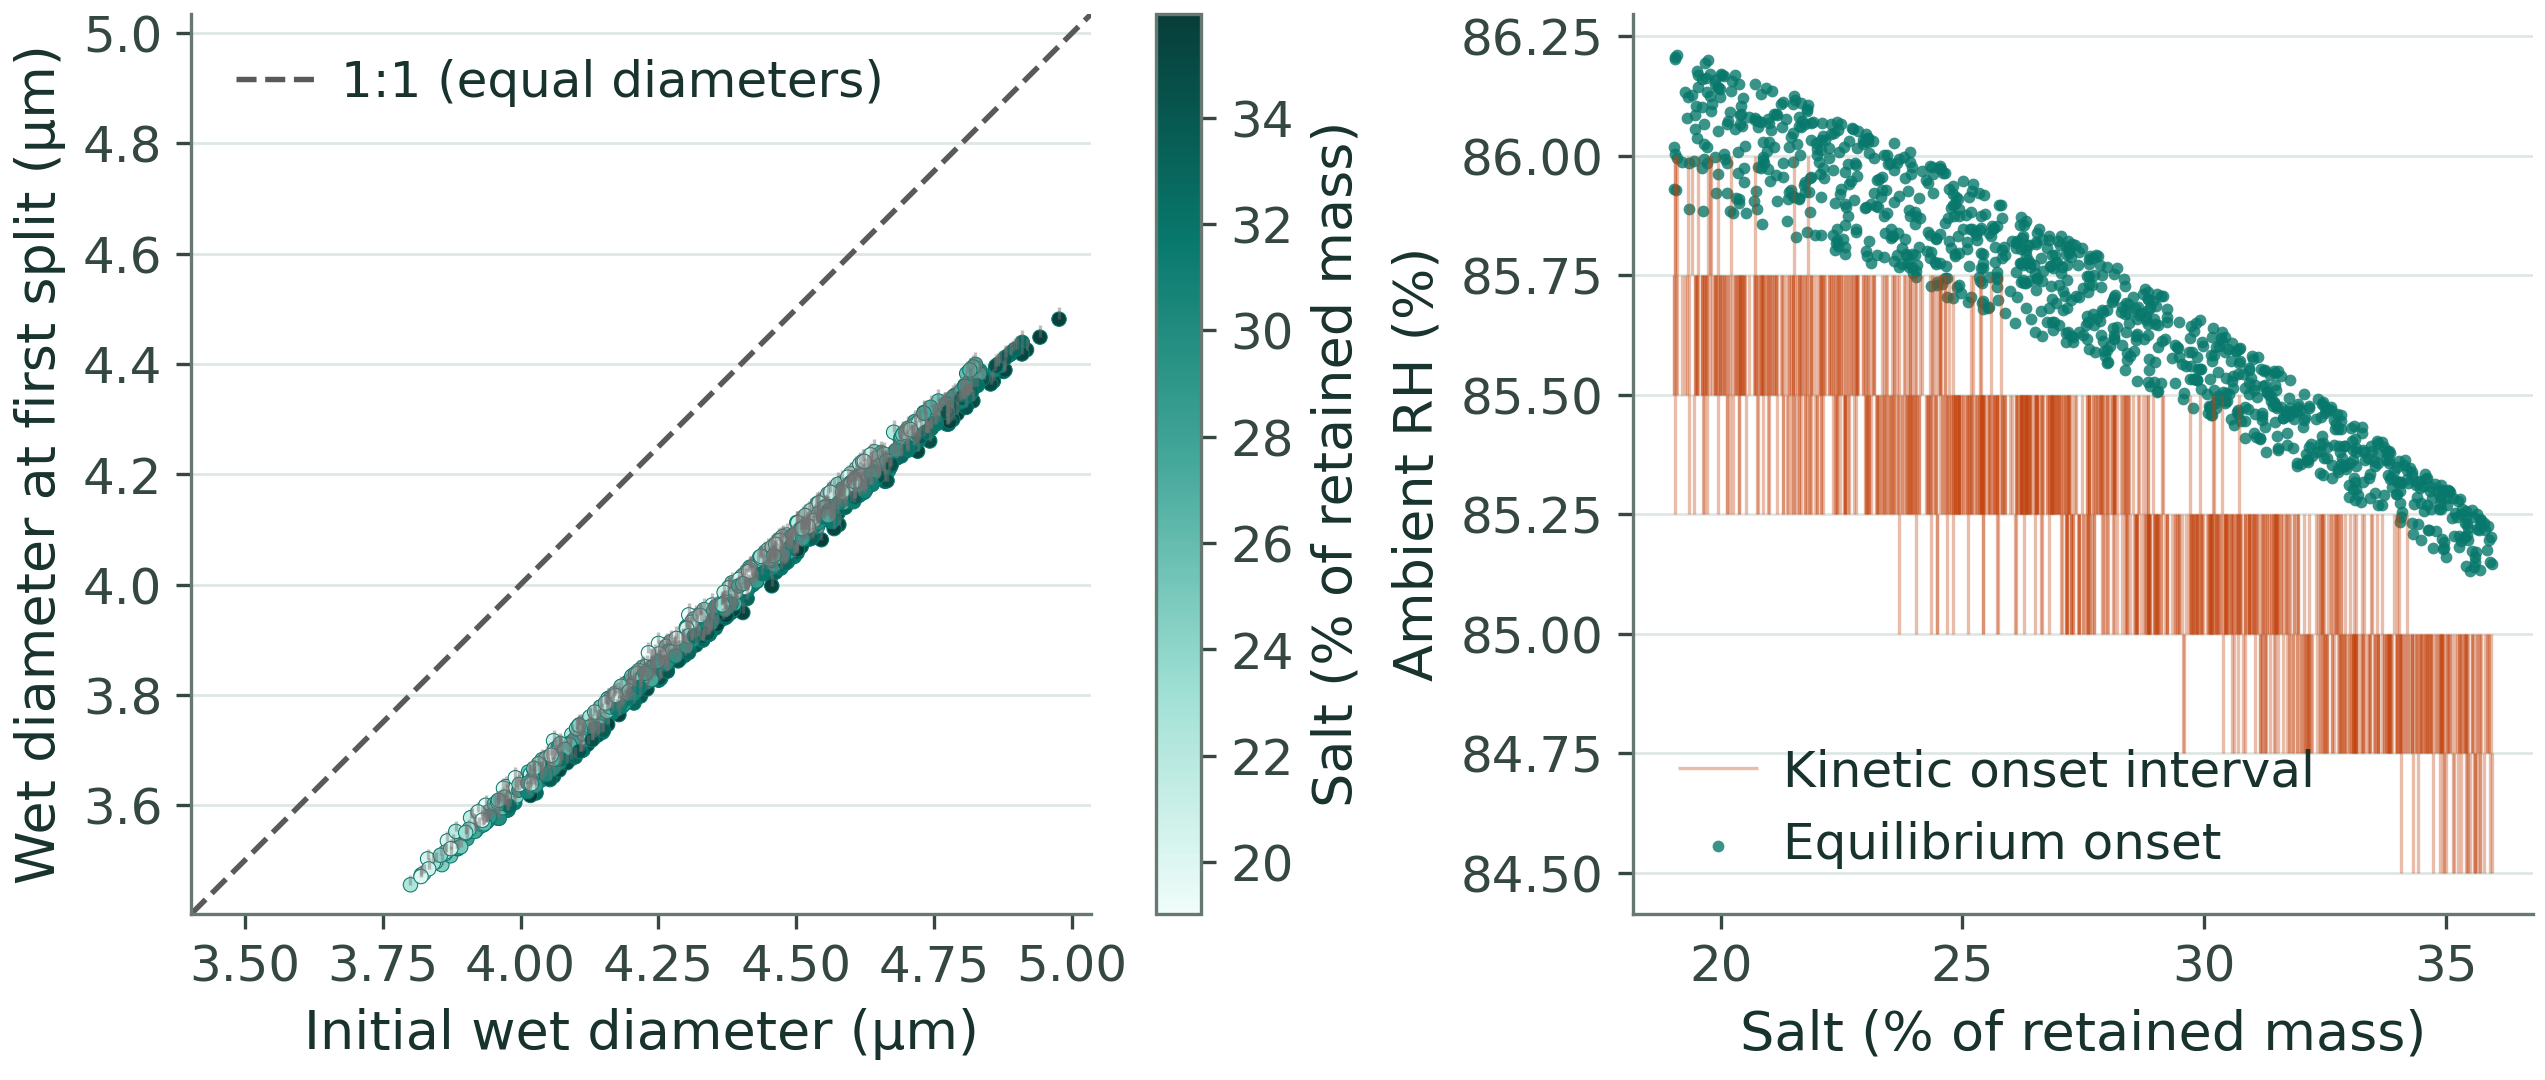 Wet diameter at first split (µm)
5.0
4.8
4.6
4.4
4.2
4.0
3.8
3.6
1:1 (equal diameters)
3.50 3.75 4.00 4.25 4.50 4.75 5.00
Initial wet diameter (µm)
34
32
30
28
26
24
22
20
Salt (% of retained mass)
Ambient RH (%)
86.25
86.00
85.75
85.50
85.25
85.00
84.75
84.50
Kinetic onset interval
Equilibrium onset
20 25 30 35
Salt (% of retained mass)